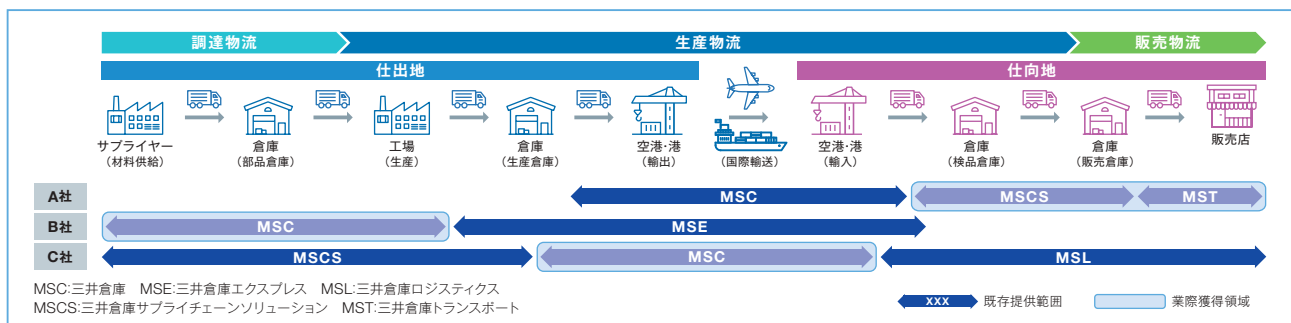 調達物流 生産物流 販売物流
仕出地 仕向地
サプライヤー 倉庫 工場 倉庫 空港・港 空港・港 倉庫 倉庫 販売店
(材料供給) (部品倉庫) (生産) (生産倉庫) (輸出) (国際輸送) (輸入) (検品倉庫) (販売倉庫)
A社 MSC MSCS MST
B社 MSC MSE
C社 MSCS MSC MSL
MSC:三井倉庫 MSE:三井倉庫エクスプレス MSL:三井倉庫ロジスティクス
MSCS:三井倉庫サプライチェーンソリューション MST:三井倉庫トランスポート
XXX 既存提供範囲 業際獲得領域